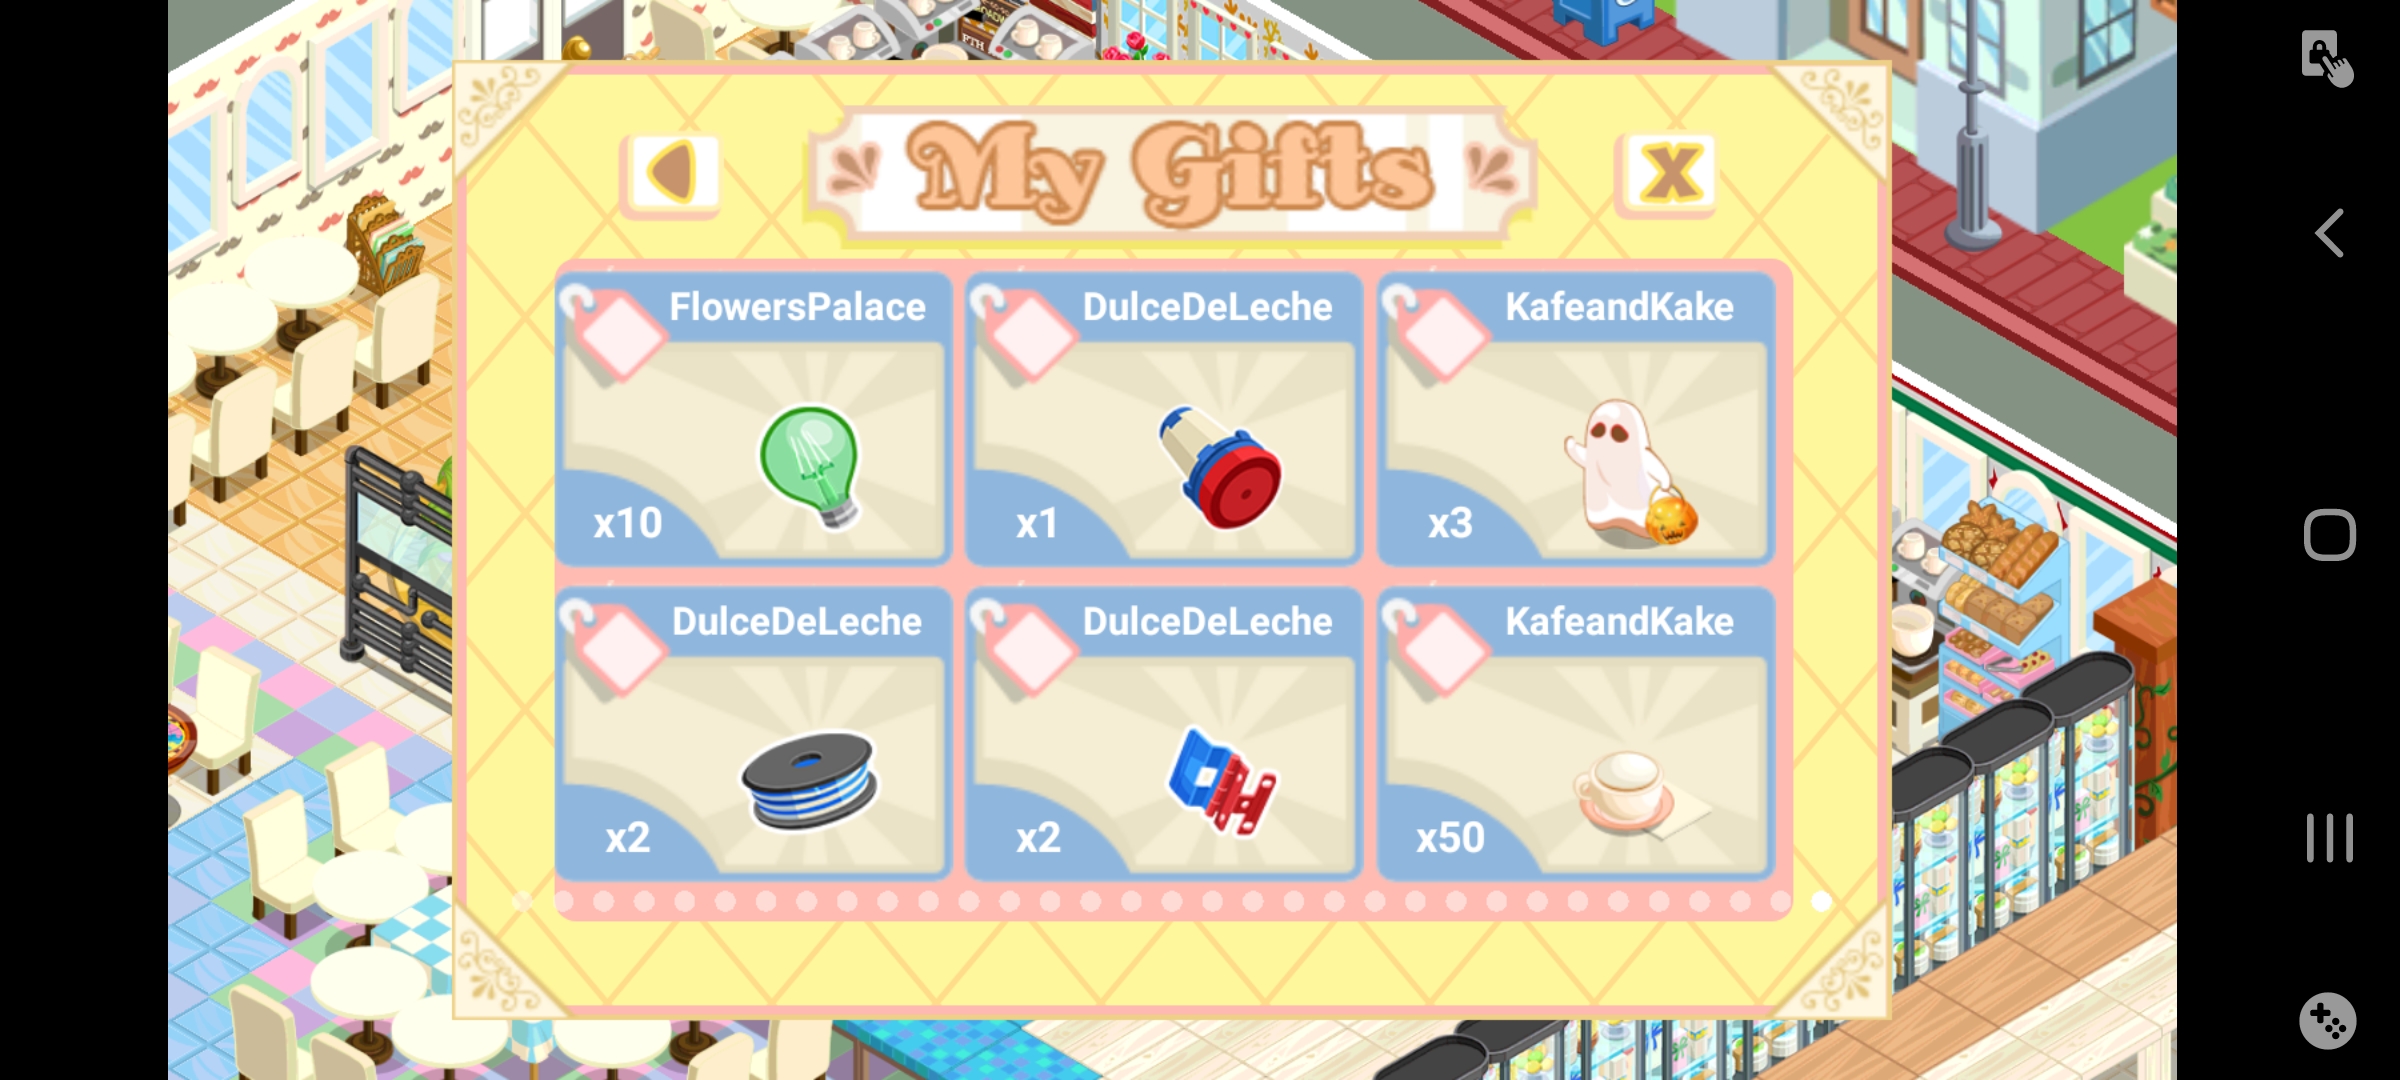 My Gifts
X
FlowersPalace
x10
DulceDeLeche
x1
KafeandKake
x3
DulceDeLeche
x2
DulceDeLeche
x2
KafeandKake
x50